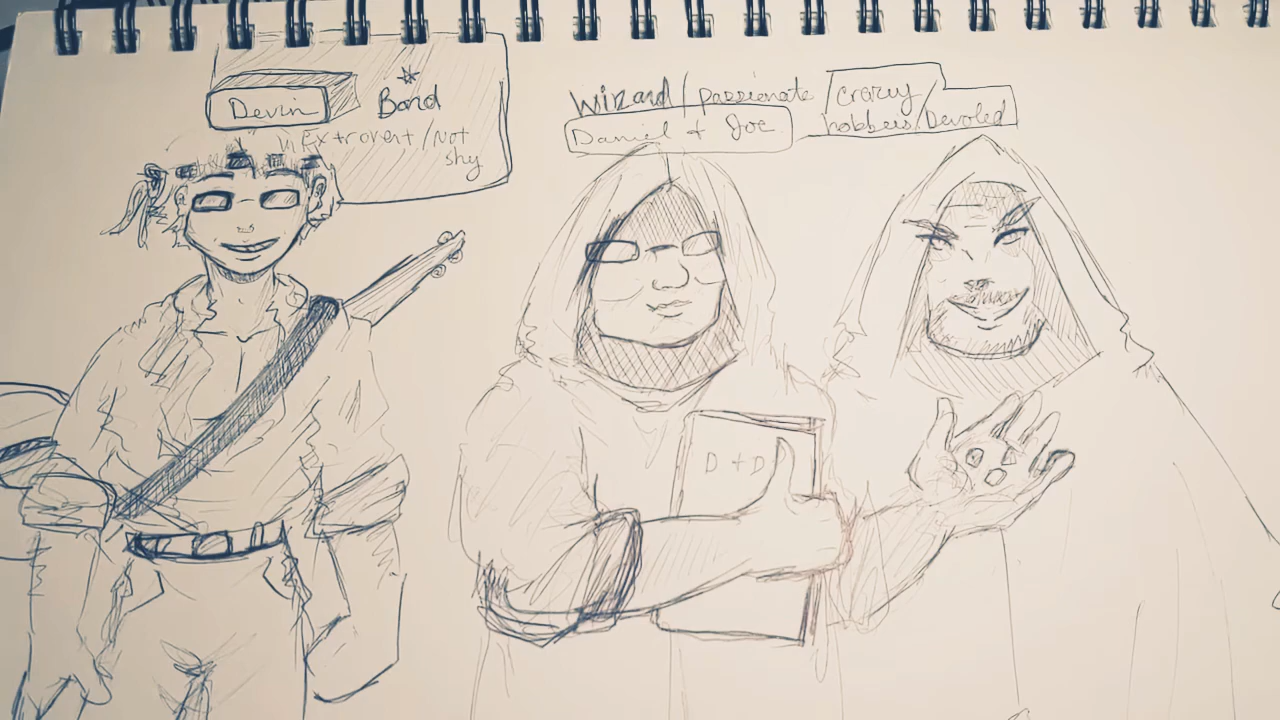 Devin
Bard
Extrovert/Not
shy
Wizard/passionate
Daniel + Joe
crazy
hobbies/Devoted
D+D